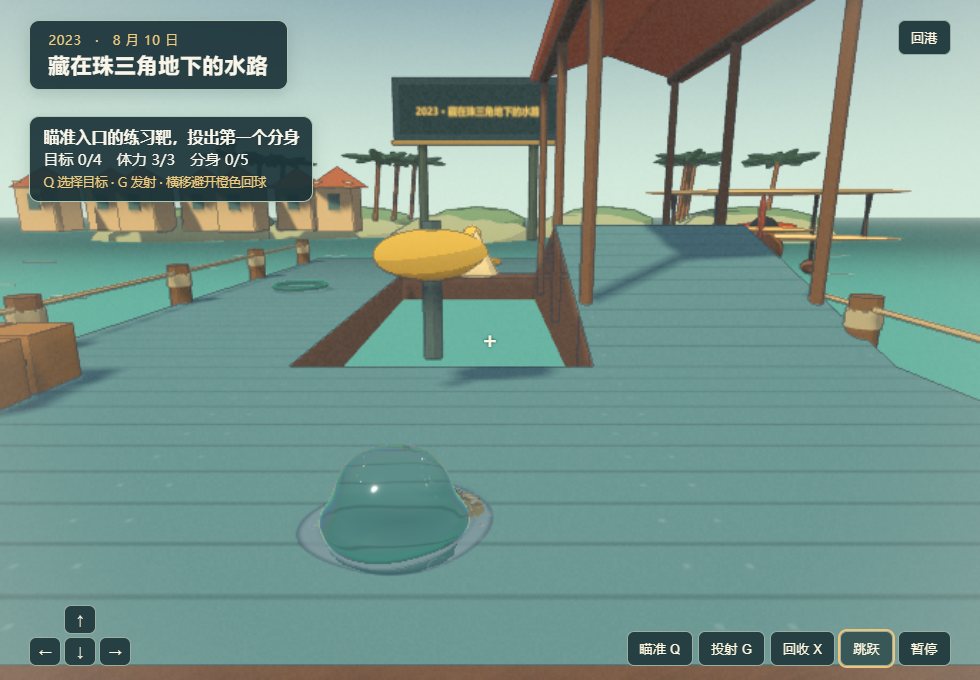 2023 · 8 月 10 日
藏在珠三角地下的水路
回港
2023·藏在珠三角地下的水路
瞄准入口的练习靶，投出第一个分身
目标 0/4 体力 3/3 分身 0/5
Q 选择目标 · G 发射 · 横移避开橙色回球
↑
← ↓ →
瞄准 Q 投射 G 回收 X 跳跃 暂停